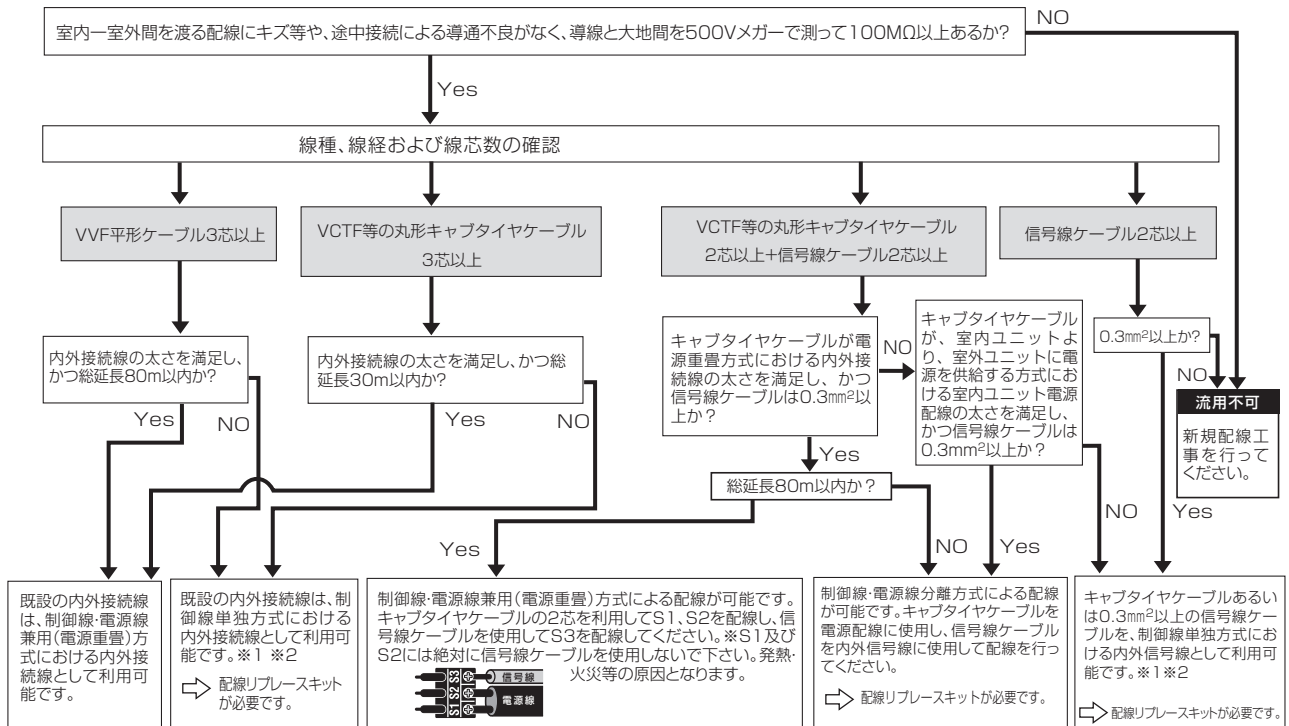 室内ー室外間を渡る配線にキズ等や、途中接続による導通不良がなく、導線と大地間を500Vメガーで測って100MΩ以上あるか?
NO
Yes
線種、線経および線芯数の確認
VVF平形ケーブル3芯以上
VCTF等の丸形キャブタイヤケーブル
3芯以上
VCTF等の丸形キャブタイヤケーブル
2芯以上+信号線ケーブル2芯以上
信号線ケーブル2芯以上
内外接続線の太さを満足し、
かつ総延長80m以内か?
Yes
NO
内外接続線の太さを満足し、かつ総
延長30m以内か?
Yes
NO
キャブタイヤケーブルが電
源重畳方式における内外接
続線の太さを満足し、かつ
信号線ケーブルは0.3mm²以
上か?
NO
Yes
キャブタイヤケーブル
が、室内ユニットよ
り、室外ユニットに電
源を供給する方式にお
ける室内ユニット電源
配線の太さを満足し、
かつ信号線ケーブルは
0.3mm²以上か?
0.3mm²以上か?
NO
流用不可
新規配線工
事を行って
ください。
総延長80m以内か?
Yes
NO
Yes
NO
Yes
既設の内外接続線
は、制御線・電源線
兼用(電源重畳)方
式における内外接
続線として利用可
能です。
既設の内外接続線は、制
御線単独方式における
内外接続線として利用可
能です。※1 ※2
配線リプレースキット
が必要です。
制御線・電源線兼用(電源重畳)方式による配線が可能です。
キャブタイヤケーブルの2芯を利用してS1、S2を配線し、信
号線ケーブルを使用してS3を配線してください。※S1及び
S2には絶対に信号線ケーブルを使用しないで下さい。発熱・
火災等の原因となります。
S1 S2 S3
信号線
電源線
制御線・電源線分離方式による配線
が可能です。キャブタイヤケーブルを
電源配線に使用し、信号線ケーブル
を内外信号線に使用して配線を行っ
てください。
配線リプレースキットが必要です。
キャブタイヤケーブルあるい
は0.3mm²以上の信号線ケー
ブルを、制御線単独方式にお
ける内外信号線として利用可
能です。※1※2
配線リプレースキットが必要です。